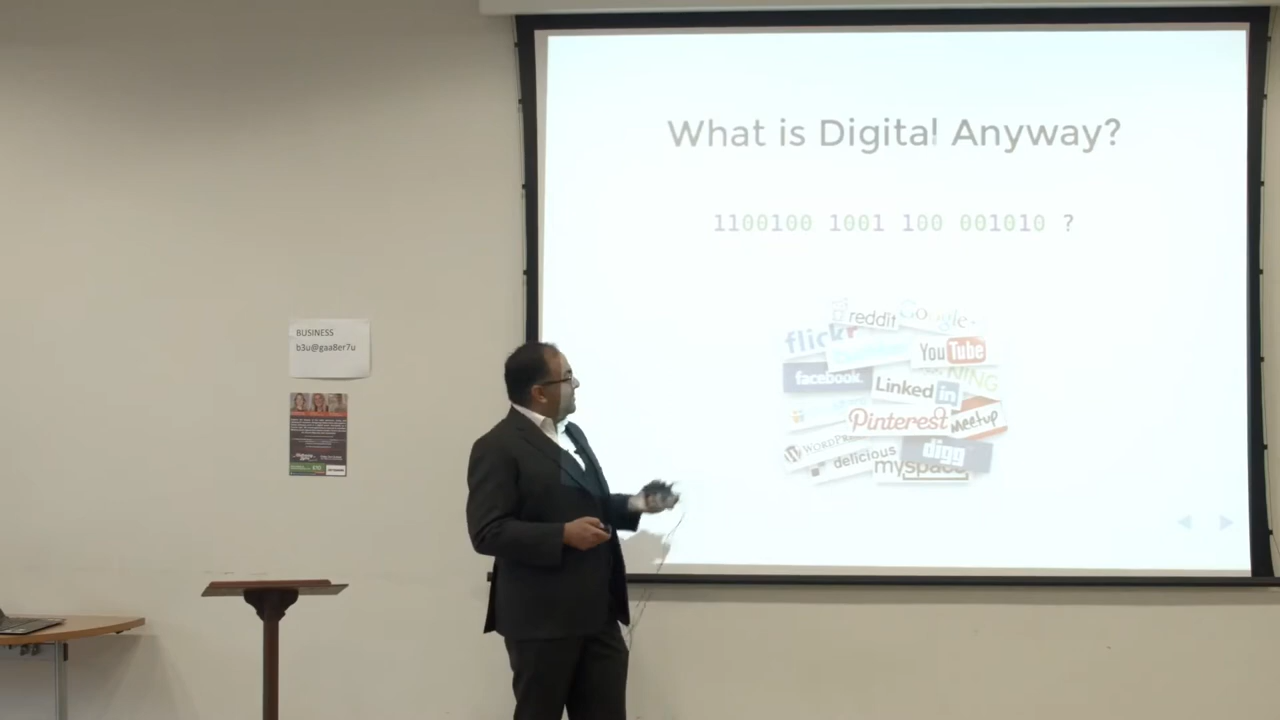 What is Digital Anyway?
1100100 1001 100 001010 ?
reddit
Google+
flickr
YouTube
facebook
NING
Linked in
Pinterest
Meetup
WORDPRE
digg
delicious
myspace
BUSINESS
b3u@gaa8er7u